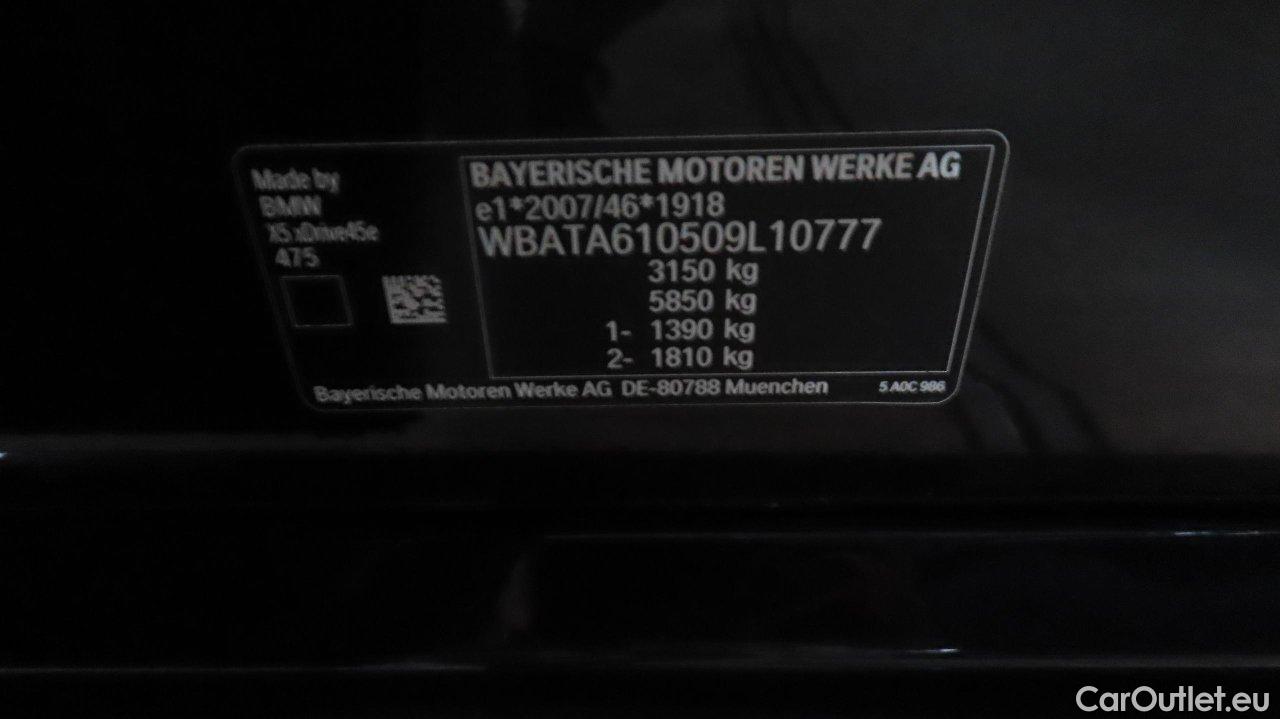 Made by
BMW
X5 xDrive45e
475
BAYERISCHE MOTOREN WERKE AG
e1*2007/46*1918
WBATA610509L10777
3150 kg
5850 kg
1- 1390 kg
2- 1810 kg
Bayerische Motoren Werke AG DE-80788 Muenchen 5 A0C 986
CarOutlet.eu